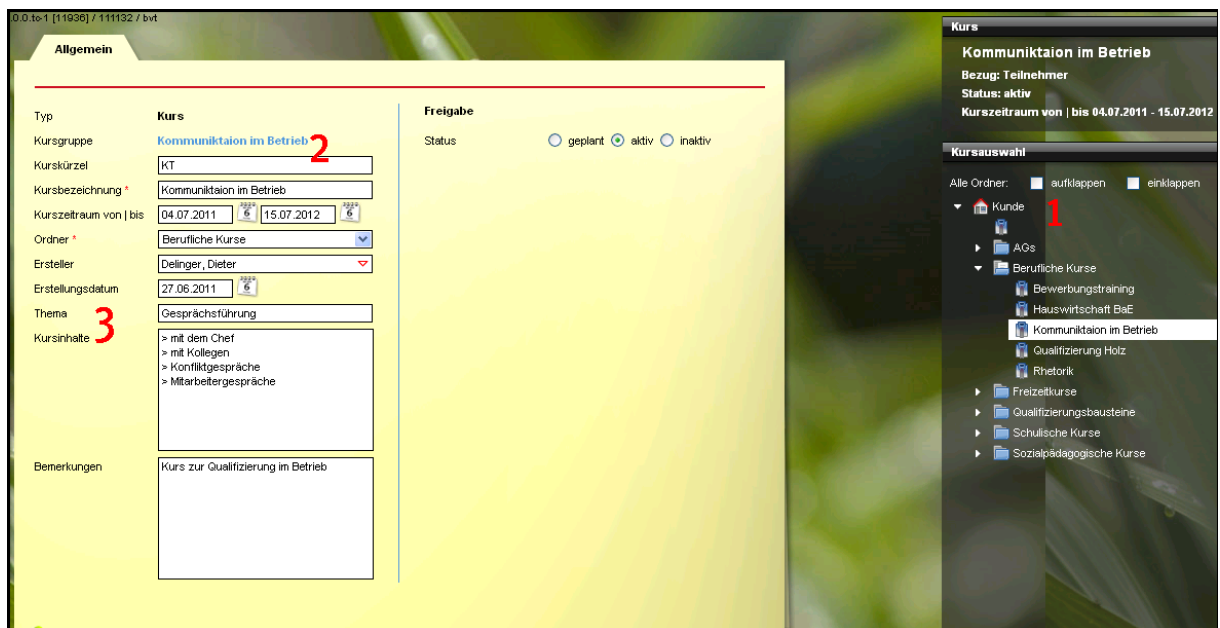 .0.0.to-1 [11936] / 111132 / bvt
Allgemein
Typ Kurs
Kursgruppe Kommuniktaion im Betrieb 2
Kurskürzel KT
Kursbezeichnung * Kommuniktaion im Betrieb
Kurszeitraum von | bis 04.07.2011 6 15.07.2012 6
Ordner * Berufliche Kurse
Ersteller Delinger, Dieter
Erstellungsdatum 27.06.2011 6
Thema Gesprächsführung
3
Kursinhalte > mit dem Chef
> mit Kollegen
> Konfliktgespräche
> Mitarbeitergespräche
Bemerkungen Kurs zur Qualifizierung im Betrieb
Freigabe
Status geplant aktiv inaktiv
Kurs
Kommuniktaion im Betrieb
Bezug: Teilnehmer
Status: aktiv
Kurszeitraum von | bis 04.07.2011 - 15.07.2012
Kursauswahl
Alle Ordner: aufklappen einklappen
Kunde 1
AGs
Berufliche Kurse
Bewerbungstraining
Hauswirtschaft BaE
Kommuniktaion im Betrieb
Qualifizierung Holz
Rhetorik
Freizeitkurse
Qualifizierungsbausteine
Schulische Kurse
Sozialpädagogische Kurse